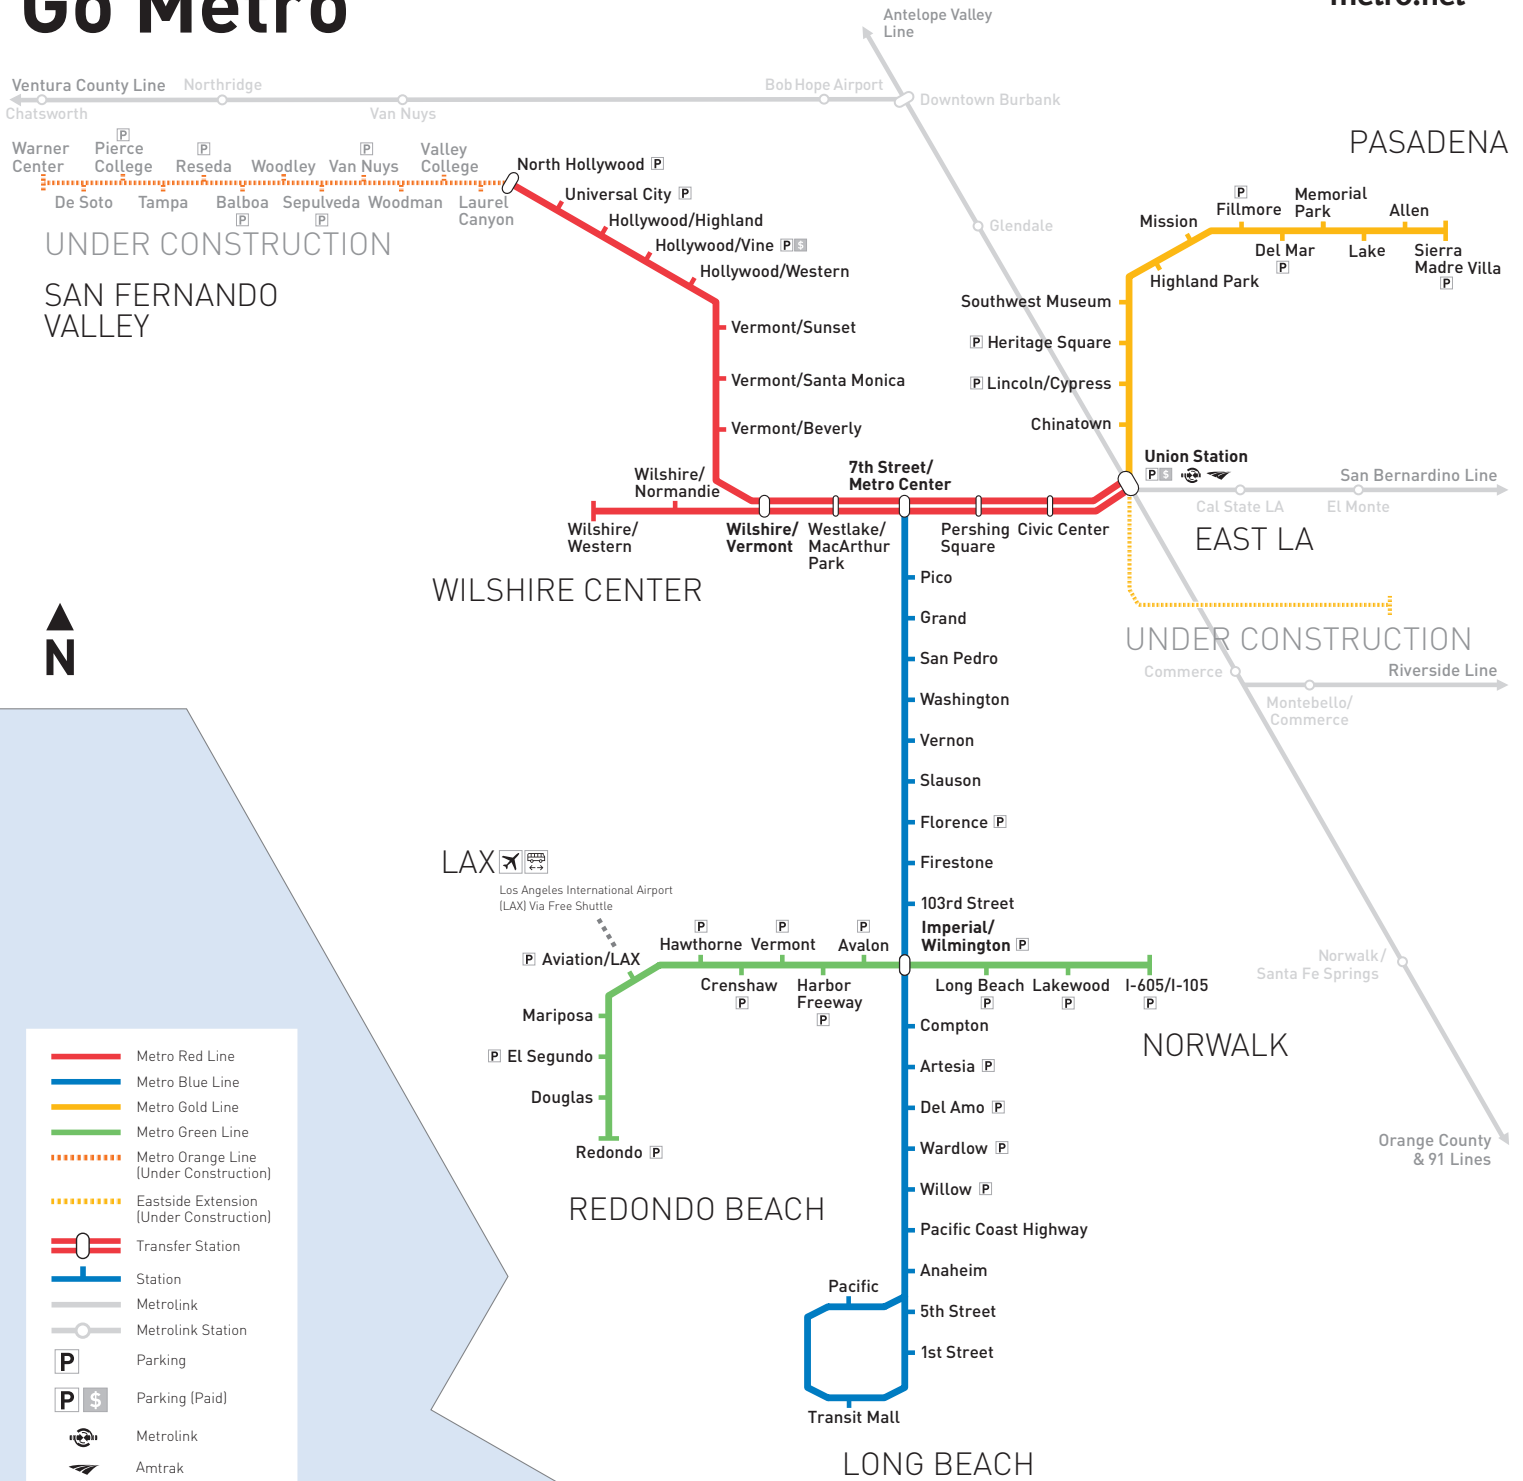 Go Metro
metro.net
Antelope Valley
Line
Ventura County Line
Northridge
Bob Hope Airport
Chatsworth
Van Nuys
Downtown Burbank
Warner
Center
P
Pierce
College
P
Reseda
Woodley
P
Van Nuys
Valley
College
De Soto
Tampa
Balboa
P
Sepulveda
P
Woodman
Laurel
Canyon
UNDER CONSTRUCTION
SAN FERNANDO
VALLEY
North Hollywood P
Universal City P
Hollywood/Highland
Hollywood/Vine P $
Hollywood/Western
Vermont/Sunset
Vermont/Santa Monica
Vermont/Beverly
Glendale
PASADENA
Mission
P
Fillmore
Memorial
Park
Allen
Del Mar
P
Lake
Sierra
Madre Villa
P
Highland Park
Southwest Museum
P Heritage Square
P Lincoln/Cypress
Chinatown
Union Station
P $
San Bernardino Line
Cal State LA
El Monte
EAST LA
Wilshire/
Normandie
7th Street/
Metro Center
Wilshire/
Western
Wilshire/
Vermont
Westlake/
MacArthur
Park
Pershing
Square
Civic Center
WILSHIRE CENTER
Pico
Grand
San Pedro
Washington
Vernon
Slauson
Florence P
Firestone
103rd Street
UNDER CONSTRUCTION
Commerce
Riverside Line
Montebello/
Commerce
N
LAX
Los Angeles International Airport
(LAX) Via Free Shuttle
P Aviation/LAX
P
Hawthorne
P
Vermont
P
Avalon
Imperial/
Wilmington P
Crenshaw
P
Harbor
Freeway
P
Long Beach
P
Lakewood
P
I-605/I-105
P
Norwalk/
Santa Fe Springs
Mariposa
P El Segundo
Douglas
Redondo P
REDONDO BEACH
NORWALK
Compton
Artesia P
Del Amo P
Wardlow P
Willow P
Pacific Coast Highway
Anaheim
5th Street
1st Street
Pacific
Transit Mall
LONG BEACH
Orange County
& 91 Lines
Metro Red Line
Metro Blue Line
Metro Gold Line
Metro Green Line
Metro Orange Line
(Under Construction)
Eastside Extension
(Under Construction)
Transfer Station
Station
Metrolink
Metrolink Station
P Parking
P $ Parking (Paid)
Metrolink
Amtrak